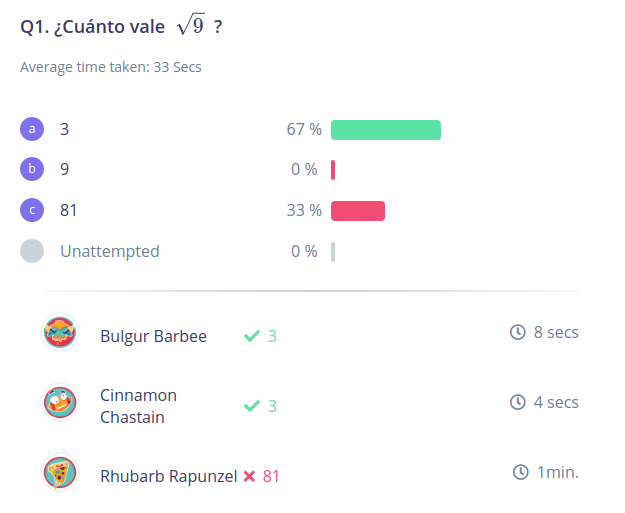 Q1. ¿Cuánto vale √9 ?
Average time taken: 33 Secs
a 3 67 %
b 9 0 %
c 81 33 %
Unattempted 0 %
Bulgur Barbee 3 8 secs
Cinnamon
Chastain 3 4 secs
Rhubarb Rapunzel 81 1min.